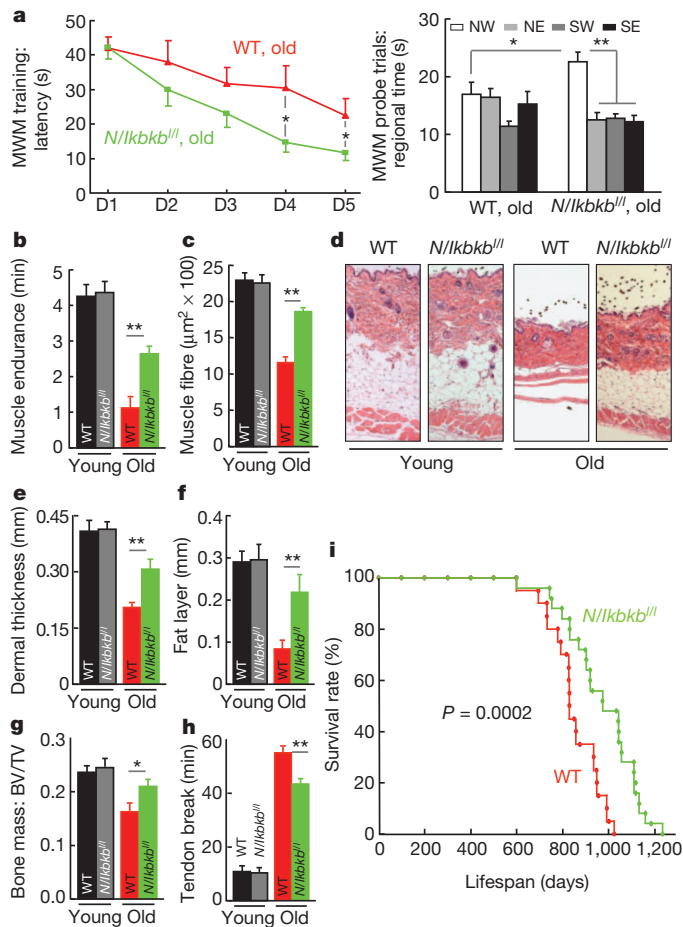 a
MWM training: latency (s)
50
40
30
20
10
0
WT, old
N/Ikbkb^l/l, old
*
*
D1 D2 D3 D4 D5
MWM probe trials: regional time (s)
30
20
10
0
NW NE SW SE
*
**
WT, old N/Ikbkb^l/l, old
b
Muscle endurance (min)
5
4
3
2
1
0
**
WT N/Ikbkb^l/l WT N/Ikbkb^l/l
Young Old
c
Muscle fibre (μm² × 100)
25
20
15
10
5
0
**
WT N/Ikbkb^l/l WT N/Ikbkb^l/l
Young Old
d
WT N/Ikbkb^l/l WT N/Ikbkb^l/l
Young Old
e
Dermal thickness (mm)
0.45
0.30
0.15
0
**
WT N/Ikbkb^l/l WT N/Ikbkb^l/l
Young Old
f
Fat layer (mm)
0.4
0.3
0.2
0.1
0
**
WT N/Ikbkb^l/l WT N/Ikbkb^l/l
Young Old
g
Bone mass: BV/TV
0.3
0.2
0.1
0.0
*
WT N/Ikbkb^l/l WT N/Ikbkb^l/l
Young Old
h
Tendon break (min)
60
40
20
0
**
WT N/Ikbkb^l/l WT N/Ikbkb^l/l
Young Old
i
Survival rate (%)
100
80
60
40
20
0
N/Ikbkb^l/l
P = 0.0002
WT
0 200 400 600 800 1,000 1,200
Lifespan (days)